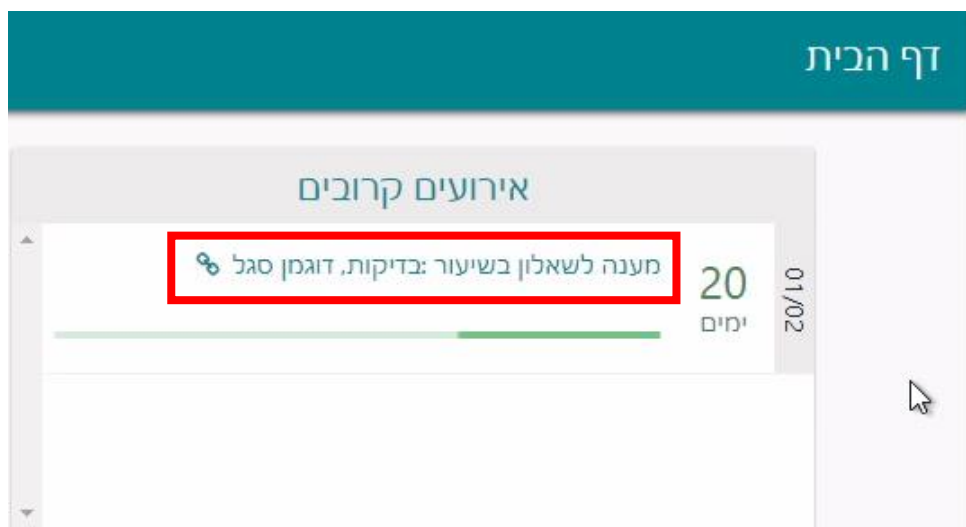 דף הבית
אירועים קרובים
01/02
20
ימים
מענה לשאלון בשיעור :בדיקות, דוגמן סגל